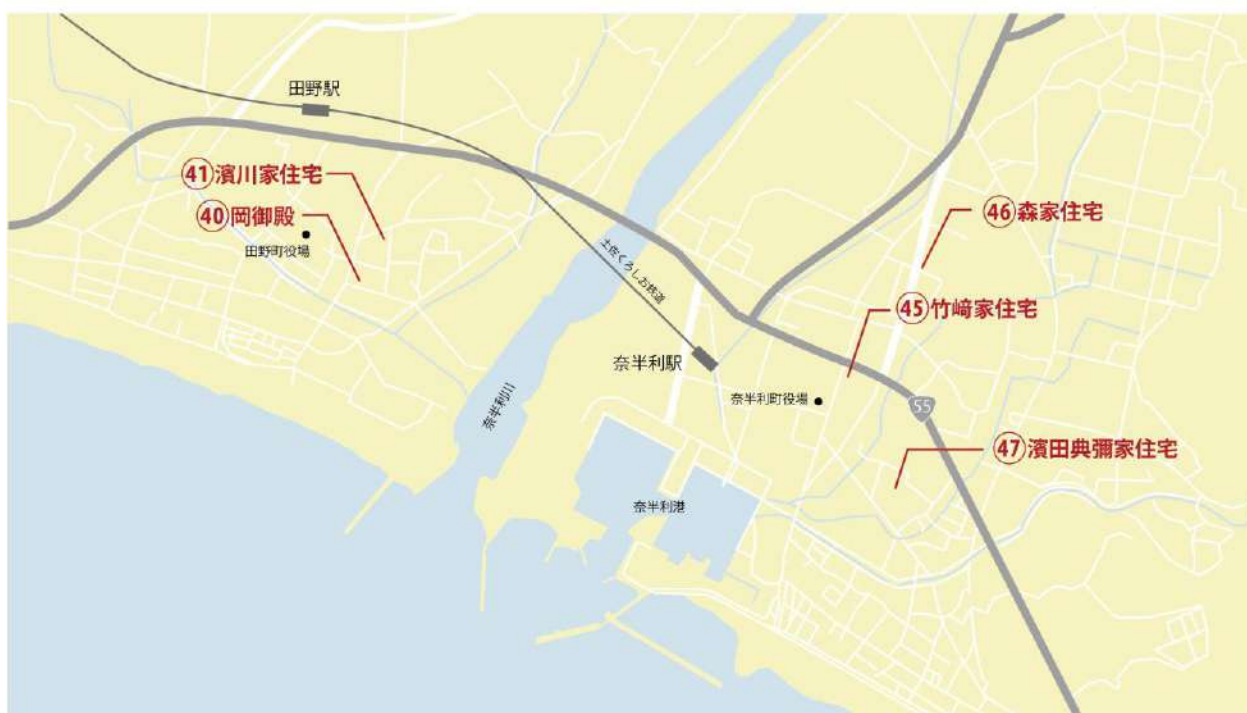 田野駅
㊶濱川家住宅
㊵岡御殿
田野町役場
㊻森家住宅
土佐くろしお鉄道
㊺竹﨑家住宅
奈半利駅
奈半利川
奈半利町役場
55
㊼濱田典彌家住宅
奈半利港